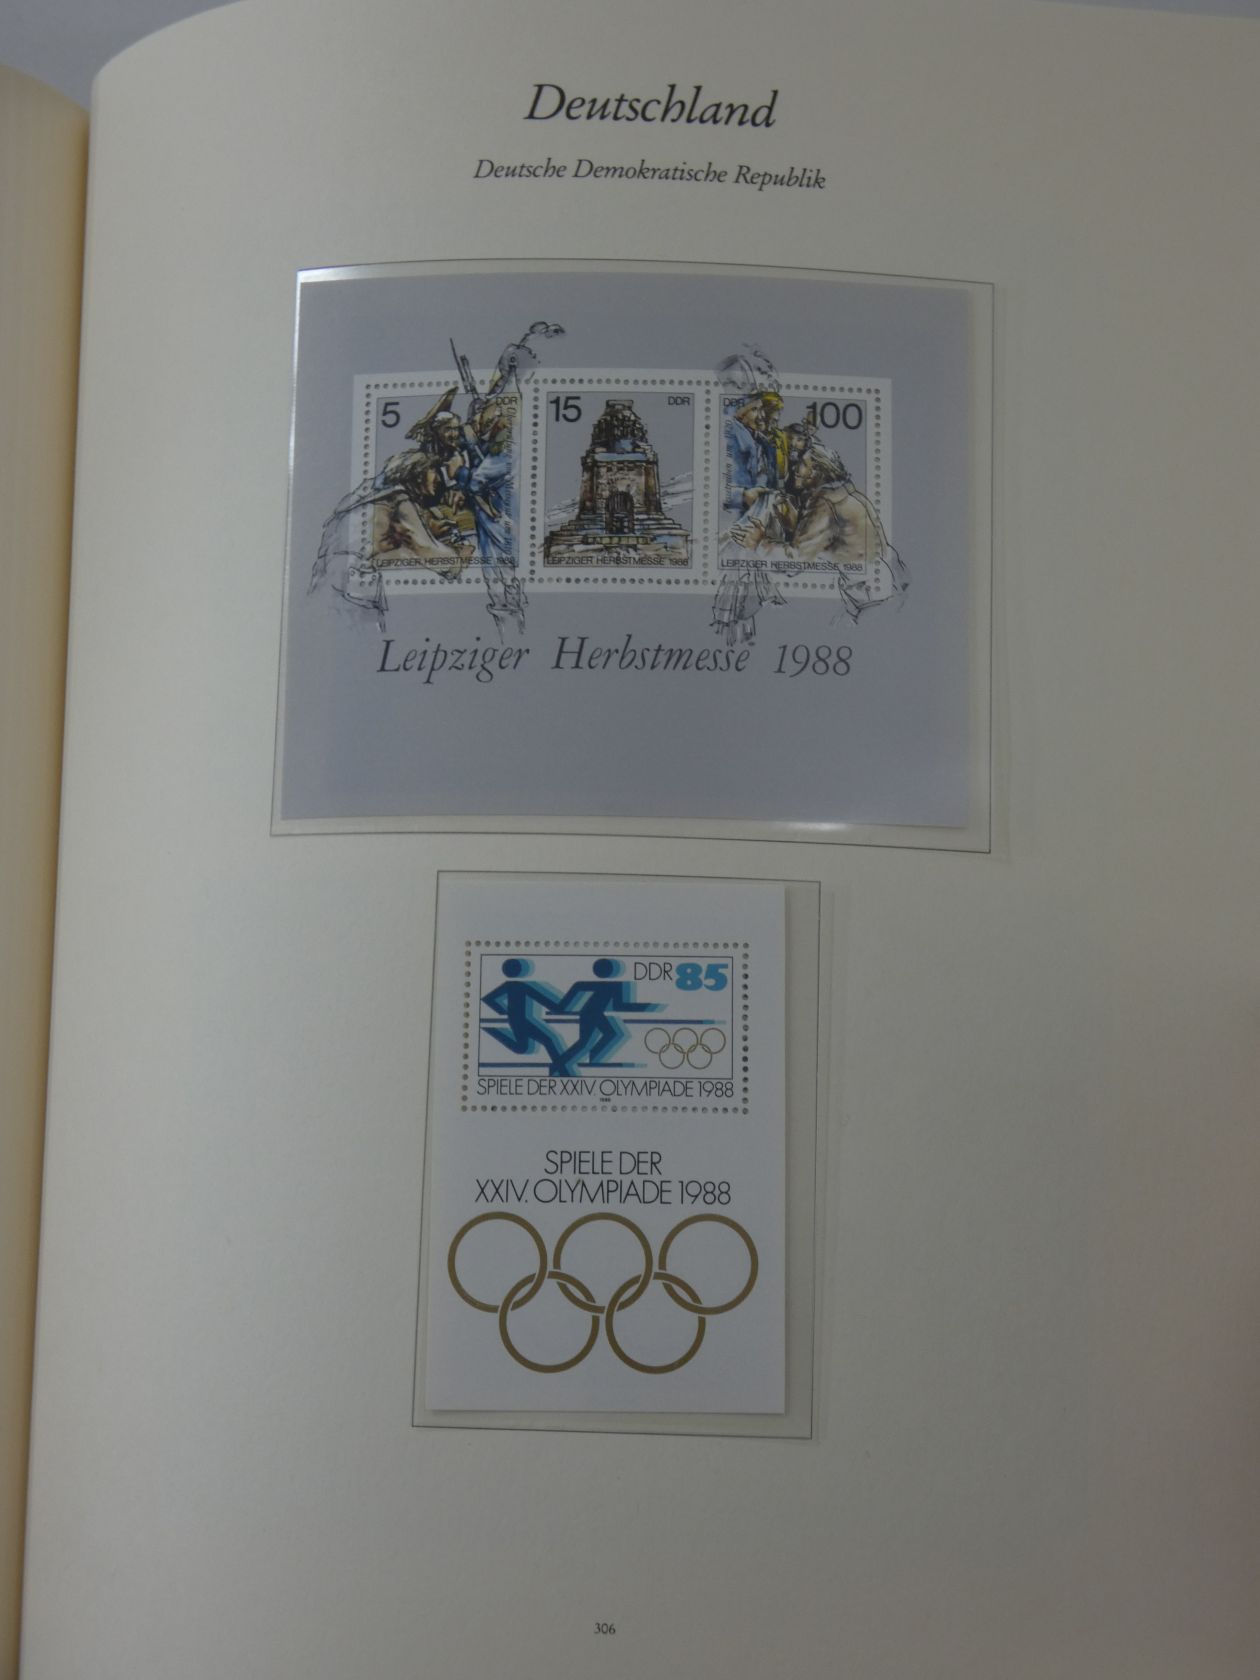 Deutschland
Deutsche Demokratische Republik
5 DDR
LEIPZIGER HERBSTMESSE 1988
15 DDR
LEIPZIGER HERBSTMESSE 1988
DDR 100
LEIPZIGER HERBSTMESSE 1988
Leipziger Herbstmesse 1988
DDR 85
SPIELE DER XXIV. OLYMPIADE 1988
1988
SPIELE DER
XXIV. OLYMPIADE 1988
306